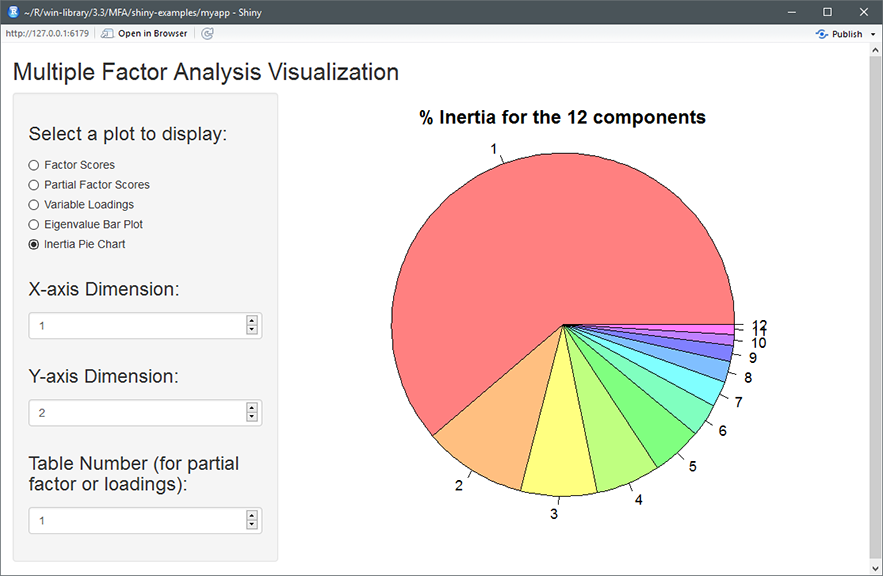 ~/R/win-library/3.3/MFA/shiny-examples/myapp - Shiny
http://127.0.0.1:6179 Open in Browser Publish
Multiple Factor Analysis Visualization
Select a plot to display:
Factor Scores
Partial Factor Scores
Variable Loadings
Eigenvalue Bar Plot
Inertia Pie Chart
X-axis Dimension:
1
Y-axis Dimension:
2
Table Number (for partial
factor or loadings):
1
% Inertia for the 12 components
1
2
3
4
5
6
7
8
9
10
11
12